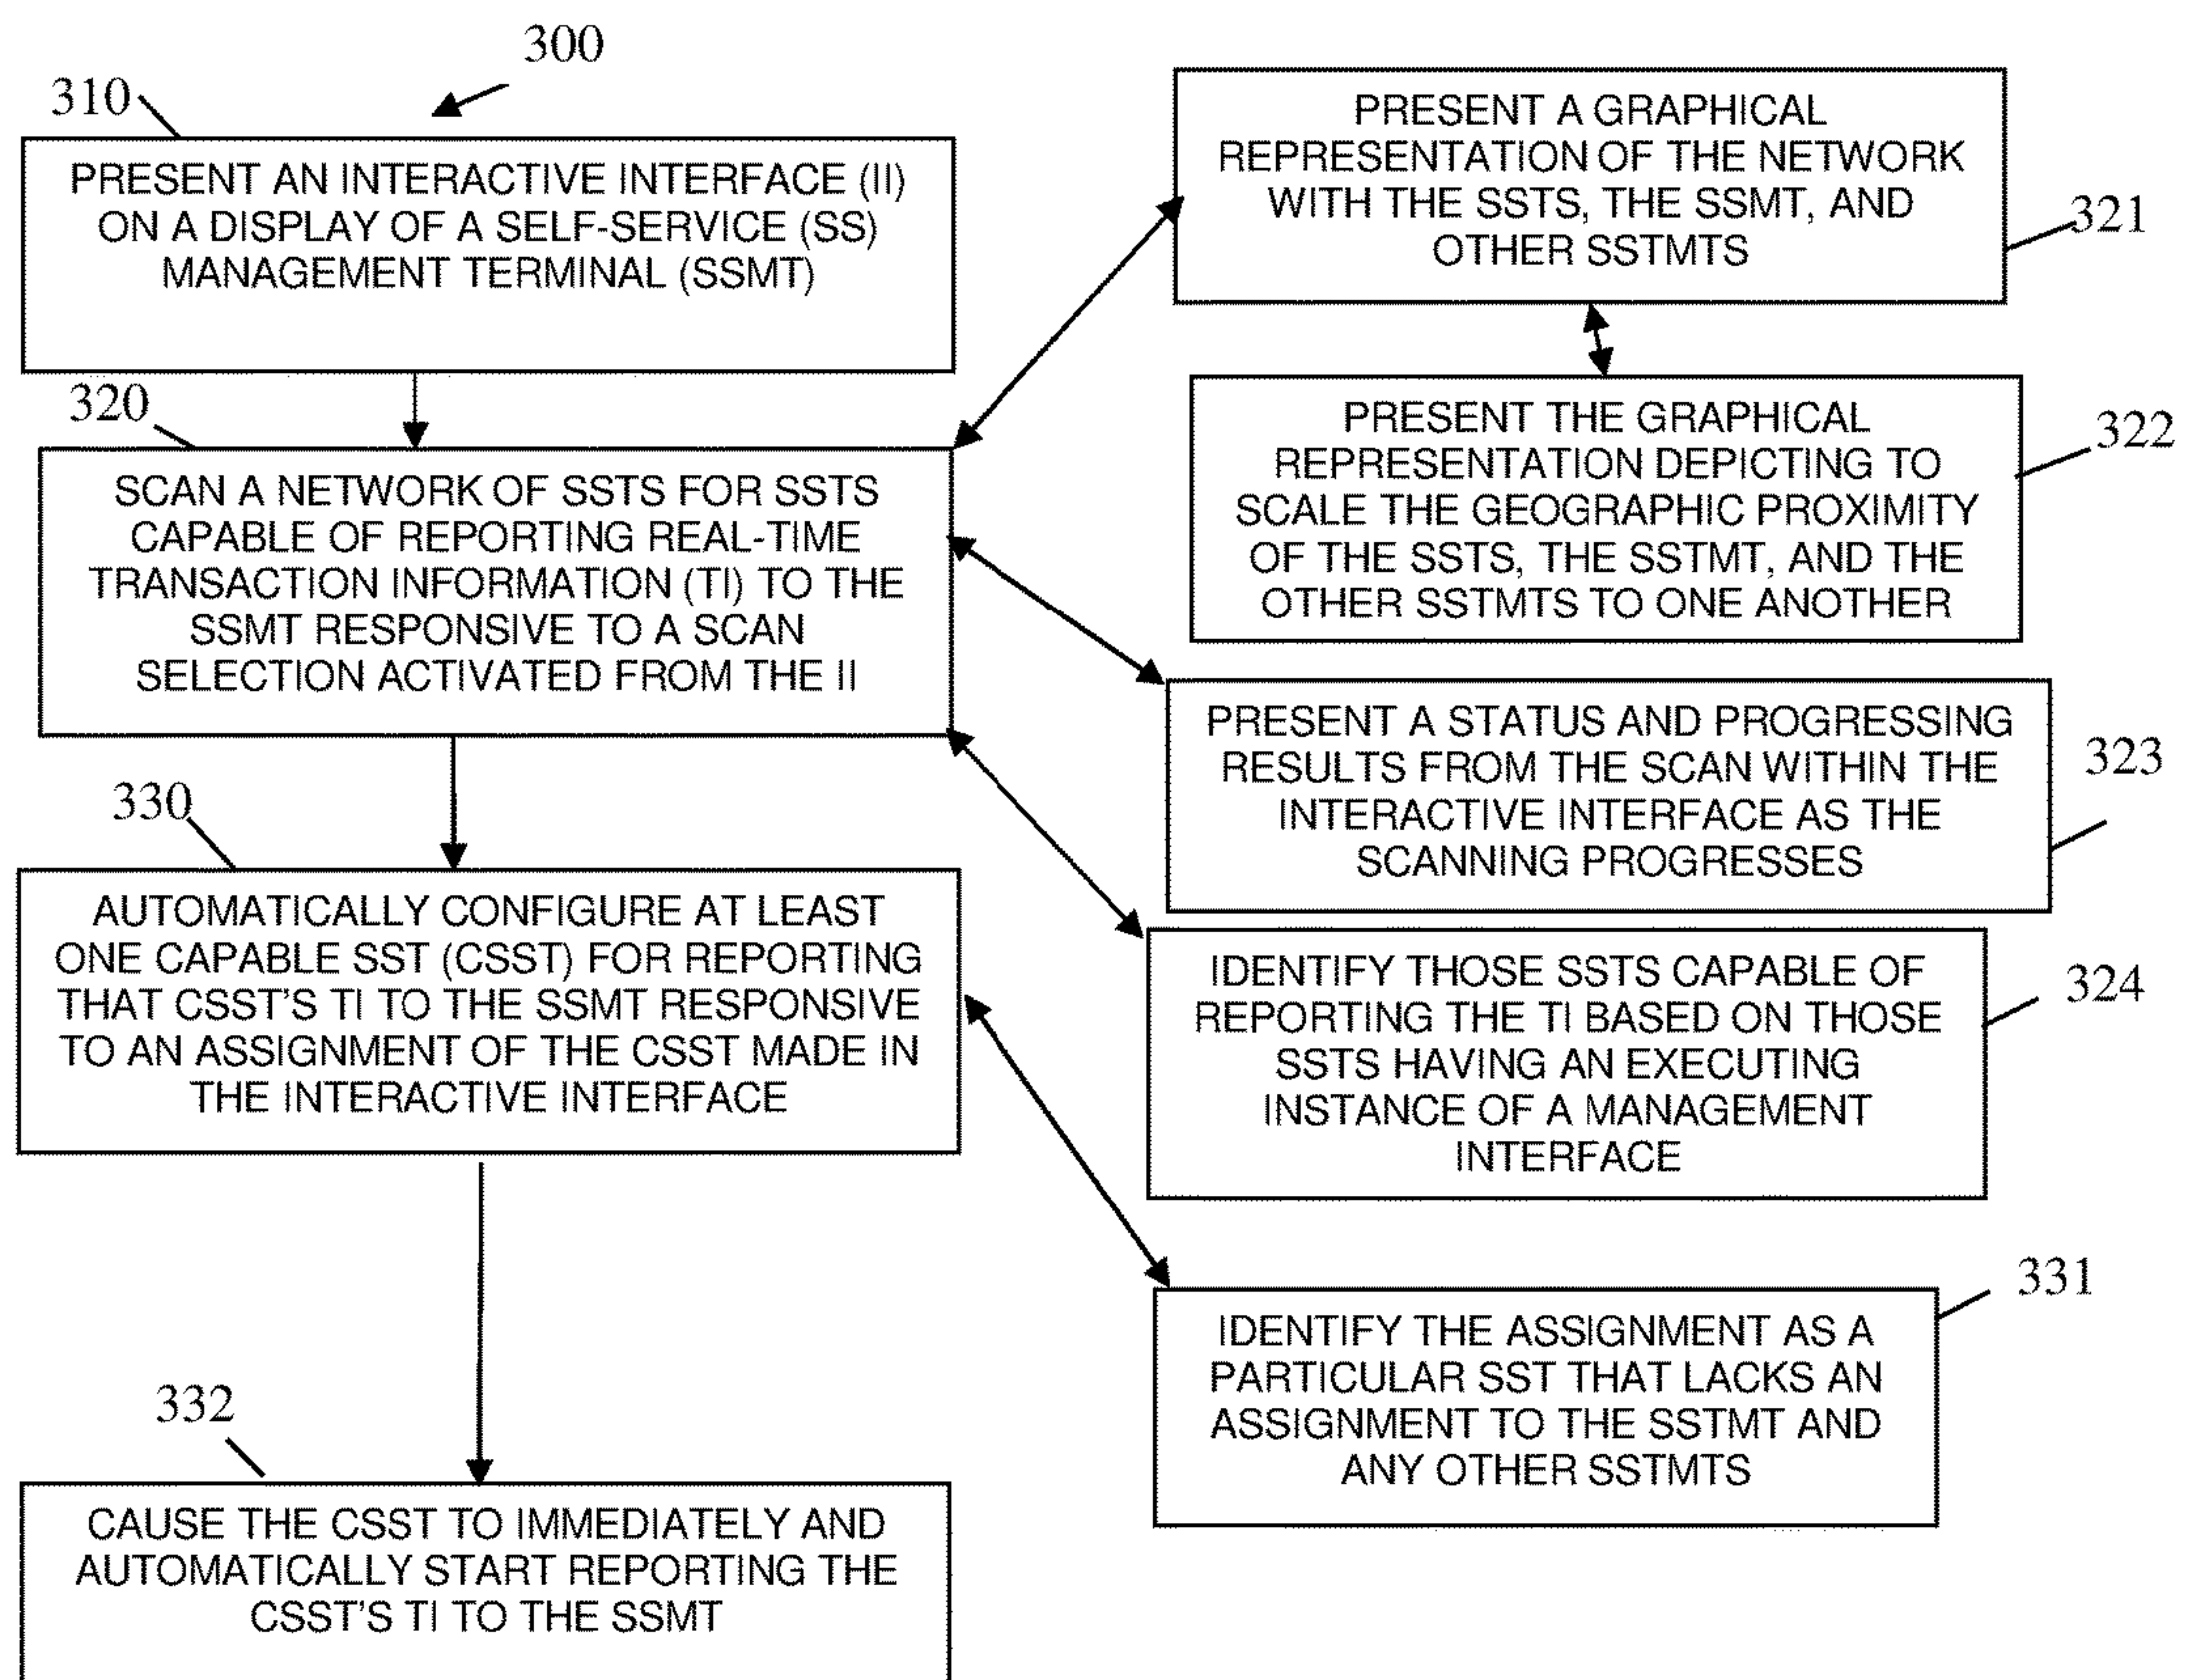 300
310
PRESENT AN INTERACTIVE INTERFACE (II)
ON A DISPLAY OF A SELF-SERVICE (SS)
MANAGEMENT TERMINAL (SSMT)
320
SCAN A NETWORK OF SSTS FOR SSTS
CAPABLE OF REPORTING REAL-TIME
TRANSACTION INFORMATION (TI) TO THE
SSMT RESPONSIVE TO A SCAN
SELECTION ACTIVATED FROM THE II
330
AUTOMATICALLY CONFIGURE AT LEAST
ONE CAPABLE SST (CSST) FOR REPORTING
THAT CSST'S TI TO THE SSMT RESPONSIVE
TO AN ASSIGNMENT OF THE CSST MADE IN
THE INTERACTIVE INTERFACE
332
CAUSE THE CSST TO IMMEDIATELY AND
AUTOMATICALLY START REPORTING THE
CSST'S TI TO THE SSMT
PRESENT A GRAPHICAL
REPRESENTATION OF THE NETWORK
WITH THE SSTS, THE SSMT, AND
OTHER SSTMTS
321
PRESENT THE GRAPHICAL
REPRESENTATION DEPICTING TO
SCALE THE GEOGRAPHIC PROXIMITY
OF THE SSTS, THE SSTMT, AND THE
OTHER SSTMTS TO ONE ANOTHER
322
PRESENT A STATUS AND PROGRESSING
RESULTS FROM THE SCAN WITHIN THE
INTERACTIVE INTERFACE AS THE
SCANNING PROGRESSES
323
IDENTIFY THOSE SSTS CAPABLE OF
REPORTING THE TI BASED ON THOSE
SSTS HAVING AN EXECUTING
INSTANCE OF A MANAGEMENT
INTERFACE
324
IDENTIFY THE ASSIGNMENT AS A
PARTICULAR SST THAT LACKS AN
ASSIGNMENT TO THE SSTMT AND
ANY OTHER SSTMTS
331